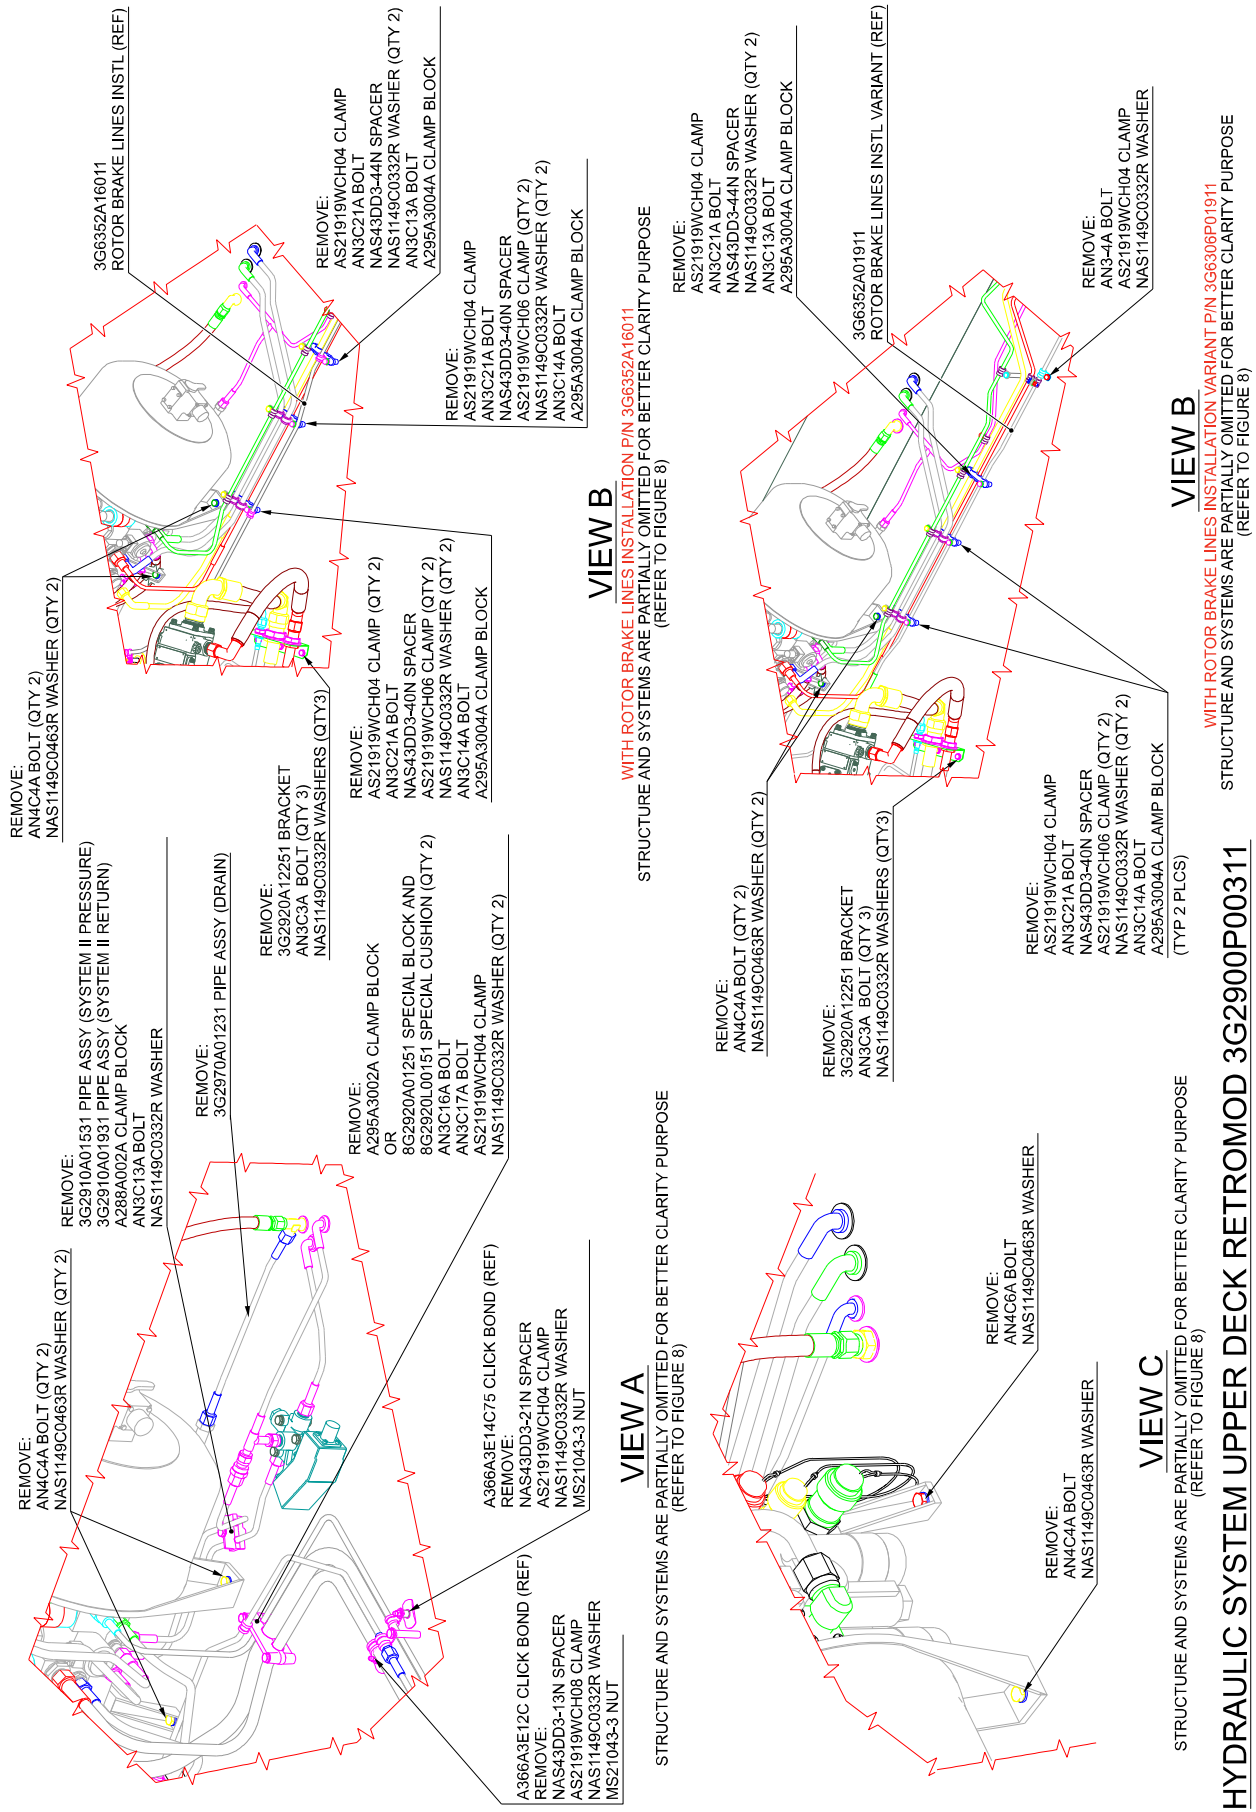 REMOVE:
AN4C4A BOLT (QTY 2)
NAS1149C0463R WASHER (QTY 2)
REMOVE:
3G2910A01531 PIPE ASSY (SYSTEM II PRESSURE)
3G2910A01931 PIPE ASSY (SYSTEM II RETURN)
A288A002A CLAMP BLOCK
AN3C13A BOLT
NAS1149C0332R WASHER
REMOVE:
3G2970A01231 PIPE ASSY (DRAIN)
REMOVE:
A295A3002A CLAMP BLOCK
OR
8G2920A01251 SPECIAL BLOCK AND
8G2920L00151 SPECIAL CUSHION (QTY 2)
AN3C16A BOLT
AN3C17A BOLT
AS21919WCH04 CLAMP
NAS1149C0332R WASHER (QTY 2)
A366A3E14C75 CLICK BOND (REF)
REMOVE:
NAS43DD3-21N SPACER
AS21919WCH04 CLAMP
NAS1149C0332R WASHER
MS21043-3 NUT
A366A3E12C CLICK BOND (REF)
REMOVE:
NAS43DD3-13N SPACER
AS21919WCH08 CLAMP
NAS1149C0332R WASHER
MS21043-3 NUT
VIEW A
STRUCTURE AND SYSTEMS ARE PARTIALLY OMITTED FOR BETTER CLARITY PURPOSE
(REFER TO FIGURE 8)
REMOVE:
AN4C4A BOLT (QTY 2)
NAS1149C0463R WASHER (QTY 2)
3G6352A16011
ROTOR BRAKE LINES INSTL (REF)
REMOVE:
AS21919WCH04 CLAMP
AN3C21A BOLT
NAS43DD3-44N SPACER
NAS1149C0332R WASHER (QTY 2)
AN3C13A BOLT
A295A3004A CLAMP BLOCK
REMOVE:
AS21919WCH04 CLAMP
AN3C21A BOLT
NAS43DD3-40N SPACER
AS21919WCH06 CLAMP (QTY 2)
NAS1149C0332R WASHER (QTY 2)
AN3C14A BOLT
A295A3004A CLAMP BLOCK
REMOVE:
3G2920A12251 BRACKET
AN3C3A BOLT (QTY 3)
NAS1149C0332R WASHERS (QTY3)
REMOVE:
AS21919WCH04 CLAMP (QTY 2)
AN3C21A BOLT
NAS43DD3-40N SPACER
AS21919WCH06 CLAMP (QTY 2)
NAS1149C0332R WASHER (QTY 2)
AN3C14A BOLT
A295A3004A CLAMP BLOCK
VIEW B
WITH ROTOR BRAKE LINES INSTALLATION P/N 3G6352A16011
STRUCTURE AND SYSTEMS ARE PARTIALLY OMITTED FOR BETTER CLARITY PURPOSE
(REFER TO FIGURE 8)
REMOVE:
AN4C6A BOLT
NAS1149C0463R WASHER
REMOVE:
AN4C4A BOLT
NAS1149C0463R WASHER
VIEW C
STRUCTURE AND SYSTEMS ARE PARTIALLY OMITTED FOR BETTER CLARITY PURPOSE
(REFER TO FIGURE 8)
REMOVE:
AS21919WCH04 CLAMP
AN3C21A BOLT
NAS43DD3-44N SPACER
NAS1149C0332R WASHER (QTY 2)
AN3C13A BOLT
A295A3004A CLAMP BLOCK
3G6352A01911
ROTOR BRAKE LINES INSTL VARIANT (REF)
REMOVE:
AN4C4A BOLT (QTY 2)
NAS1149C0463R WASHER (QTY 2)
REMOVE:
3G2920A12251 BRACKET
AN3C3A BOLT (QTY 3)
NAS1149C0332R WASHERS (QTY3)
REMOVE:
AN3-4A BOLT
AS21919WCH04 CLAMP
NAS1149C0332R WASHER
REMOVE:
AS21919WCH04 CLAMP
AN3C21A BOLT
NAS43DD3-40N SPACER
AS21919WCH06 CLAMP (QTY 2)
NAS1149C0332R WASHER (QTY 2)
AN3C14A BOLT
A295A3004A CLAMP BLOCK
(TYP 2 PLCS)
VIEW B
WITH ROTOR BRAKE LINES INSTALLATION VARIANT P/N 3G6306P01911
STRUCTURE AND SYSTEMS ARE PARTIALLY OMITTED FOR BETTER CLARITY PURPOSE
(REFER TO FIGURE 8)
HYDRAULIC SYSTEM UPPER DECK RETROMOD 3G2900P00311